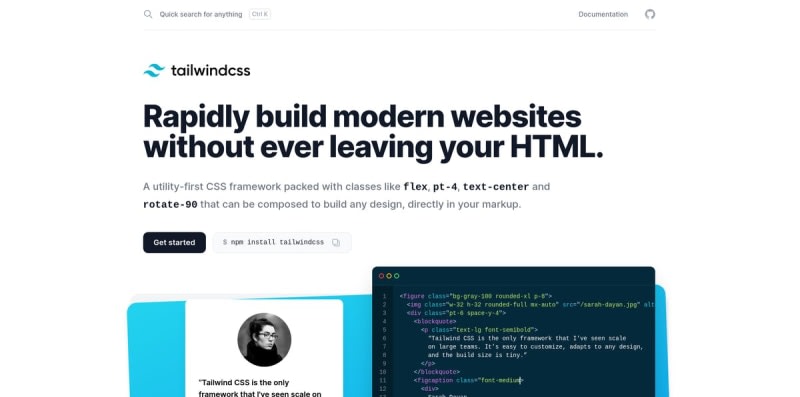 Quick search for anything Ctrl K
Documentation
tailwindcss
Rapidly build modern websites
without ever leaving your HTML.
A utility-first CSS framework packed with classes like flex, pt-4, text-center and
rotate-90 that can be composed to build any design, directly in your markup.
Get started
$ npm install tailwindcss
"Tailwind CSS is the only
framework that I've seen scale on
1 <figure class="bg-gray-100 rounded-xl p-8">
2 <img class="w-32 h-32 rounded-full mx-auto" src="/sarah-dayan.jpg" alt
3 <div class="pt-6 space-y-4">
4 <blockquote>
5 <p class="text-lg font-semibold">
6 "Tailwind CSS is the only framework that I've seen scale
7 on large teams. It's easy to customize, adapts to any design,
8 and the build size is tiny."
9 </p>
10 </blockquote>
11 <figcaption class="font-medium>
12 <div>